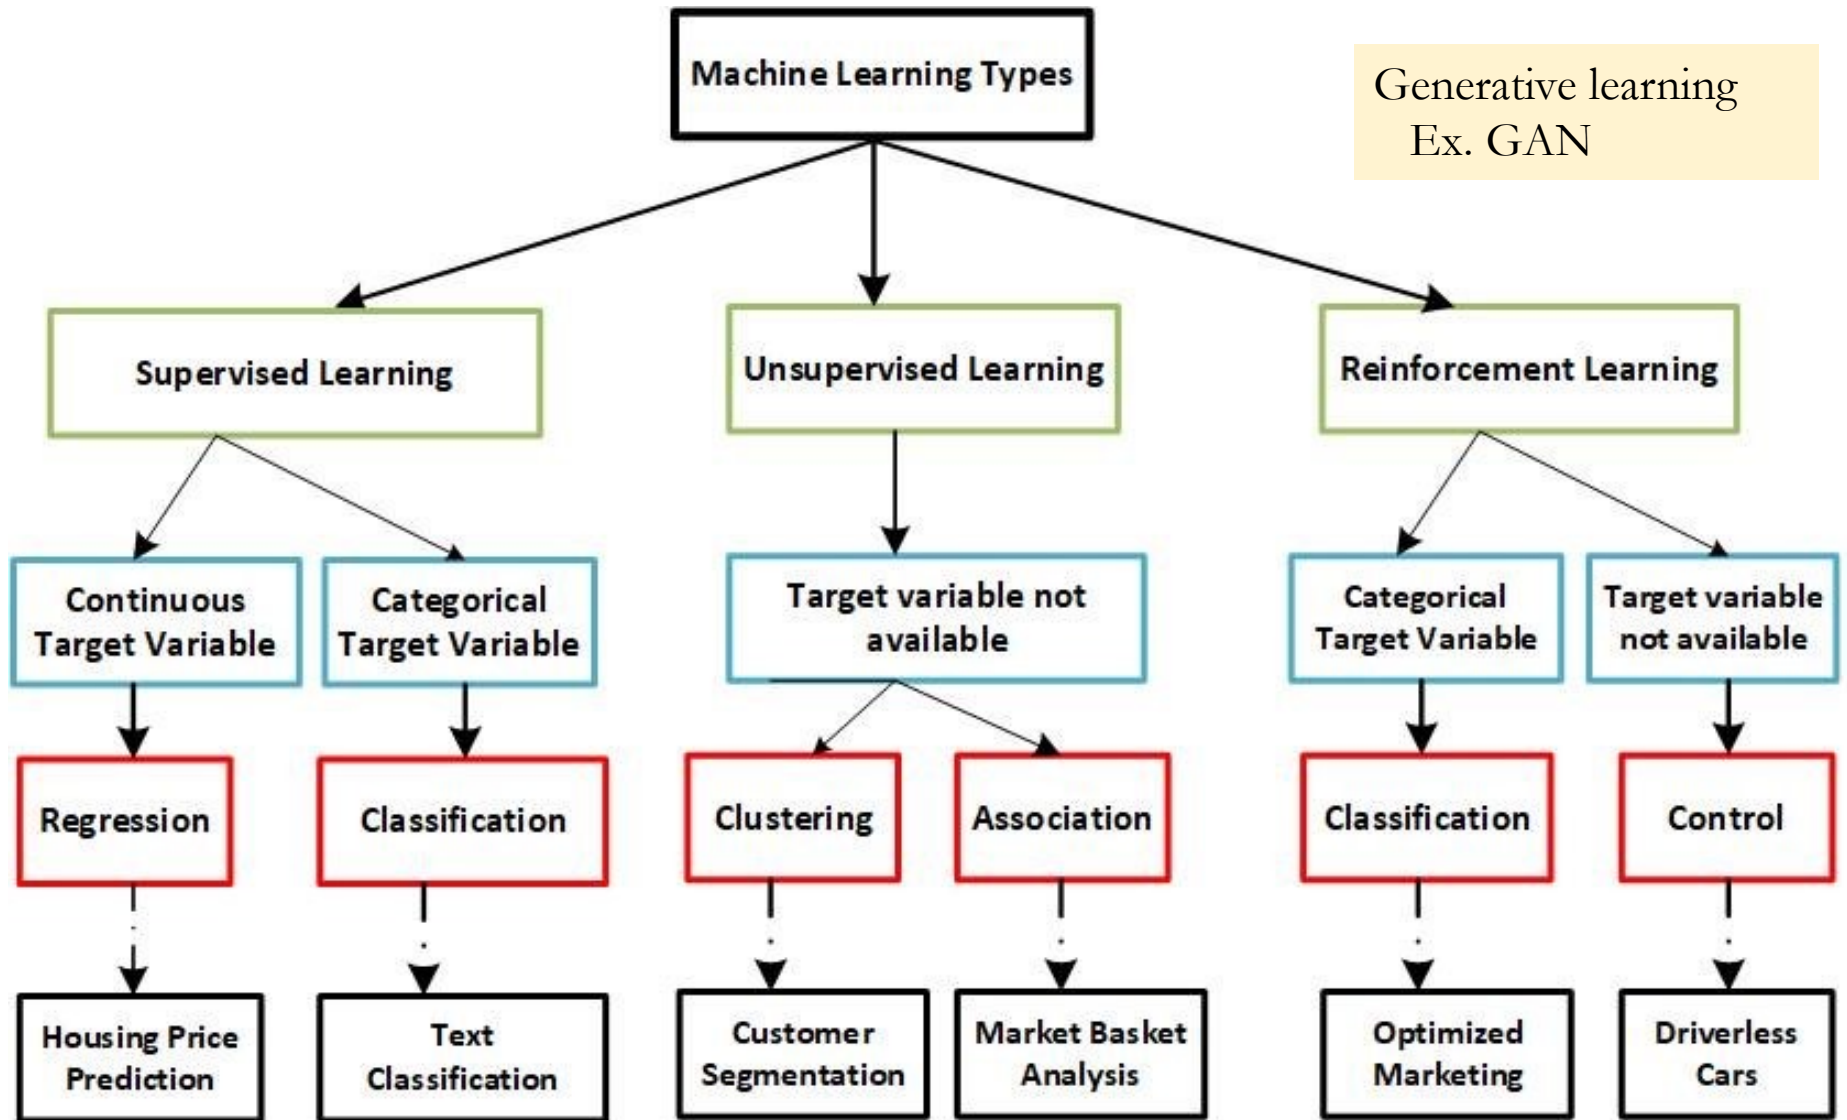 Machine Learning Types
Generative learning
Ex. GAN
Supervised Learning
Unsupervised Learning
Reinforcement Learning
Continuous
Target Variable
Categorical
Target Variable
Target variable not
available
Categorical
Target Variable
Target variable
not available
Regression
Classification
Clustering
Association
Classification
Control
Housing Price
Prediction
Text
Classification
Customer
Segmentation
Market Basket
Analysis
Optimized
Marketing
Driverless
Cars